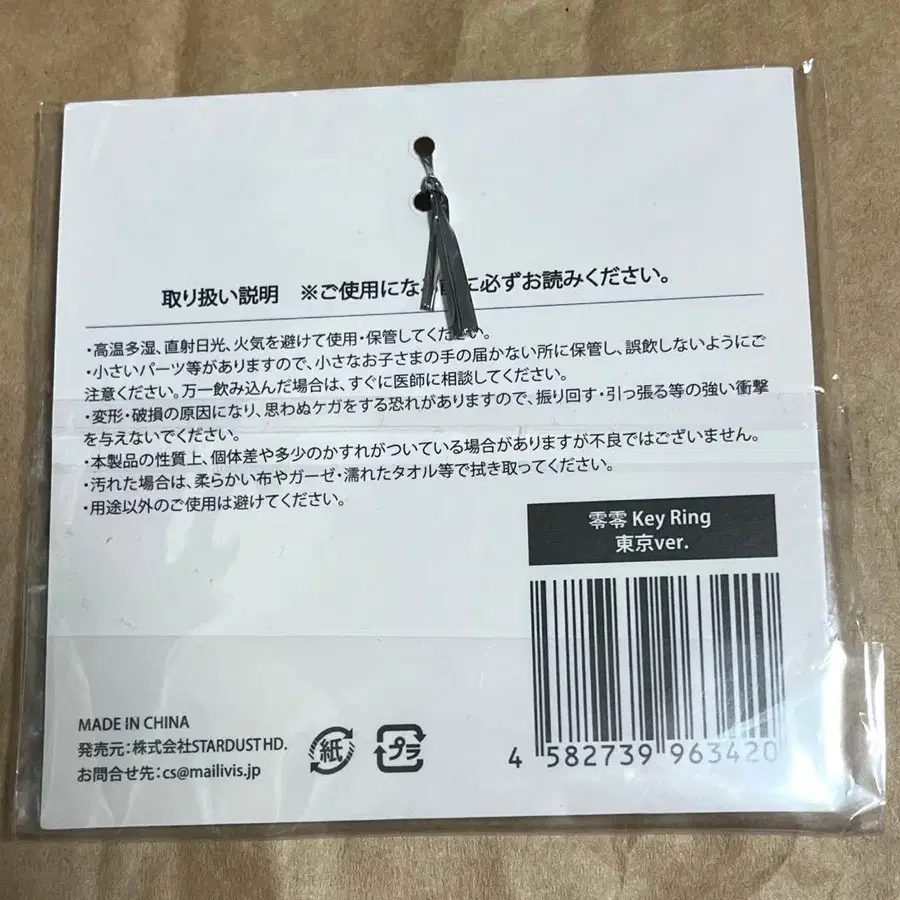 取り扱い説明 ※ご使用になる に必ずお読みください。
・高温多湿、直射日光、火気を避けて使用・保管してください。
・小さいパーツ等がありますので、小さなお子さまの手の届かない所に保管し、誤飲しないようにご
注意ください。万一飲み込んだ場合は、すぐに医師に相談してください。
・変形・破損の原因になり、思わぬケガをする恐れがありますので、振り回す・引っ張る等の強い衝撃
を与えないでください。
・本製品の性質上、個体差や多少のかすれがついている場合がありますが不良ではございません。
・汚れた場合は、柔らかい布やガーゼ・濡れたタオル等で拭き取ってください。
・用途以外のご使用は避けてください。
零零 Key Ring
東京ver.
4 582739 963420
MADE IN CHINA
発売元：株式会社STARDUST HD.
お問合せ先：cs@mailivis.jp
紙
プラ